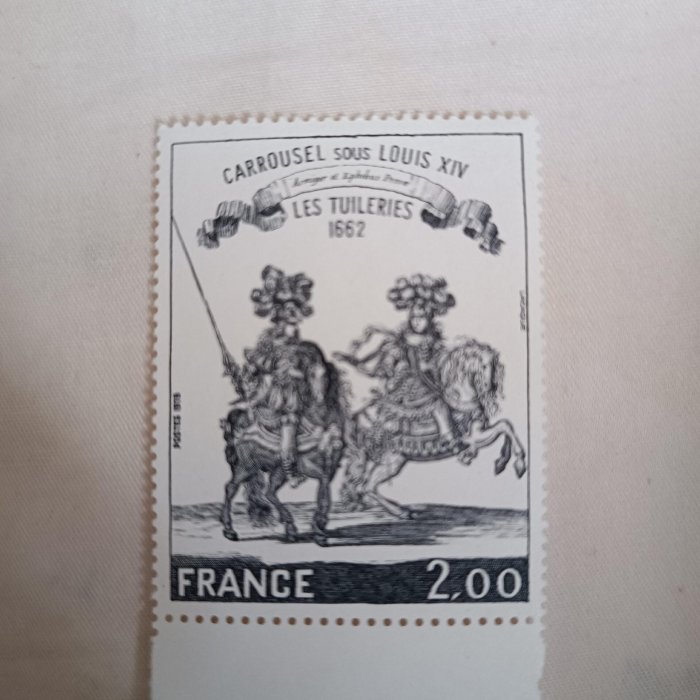 CARROUSEL SOUS LOUIS XIV
LES TUILERIES
1662
POSTES 1978
FRANCE 2,00